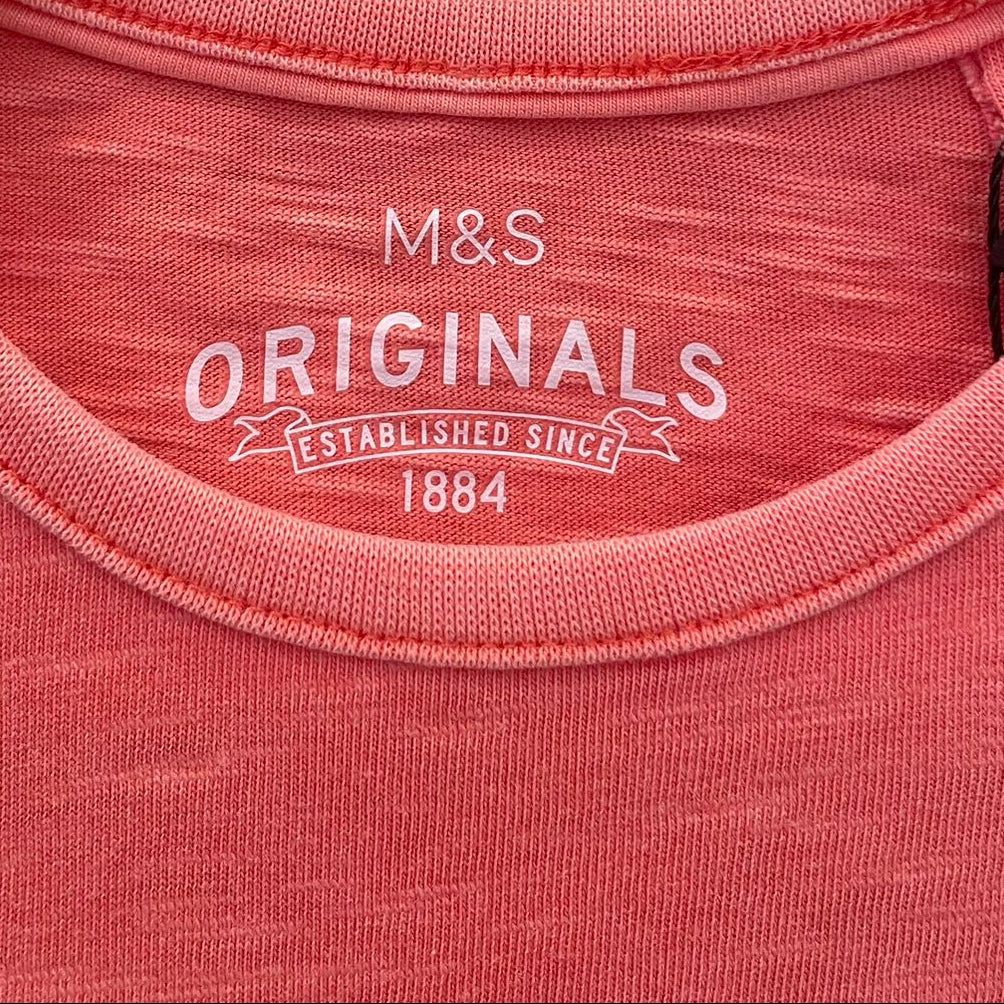 M&S
ORIGINALS
ESTABLISHED SINCE
1884